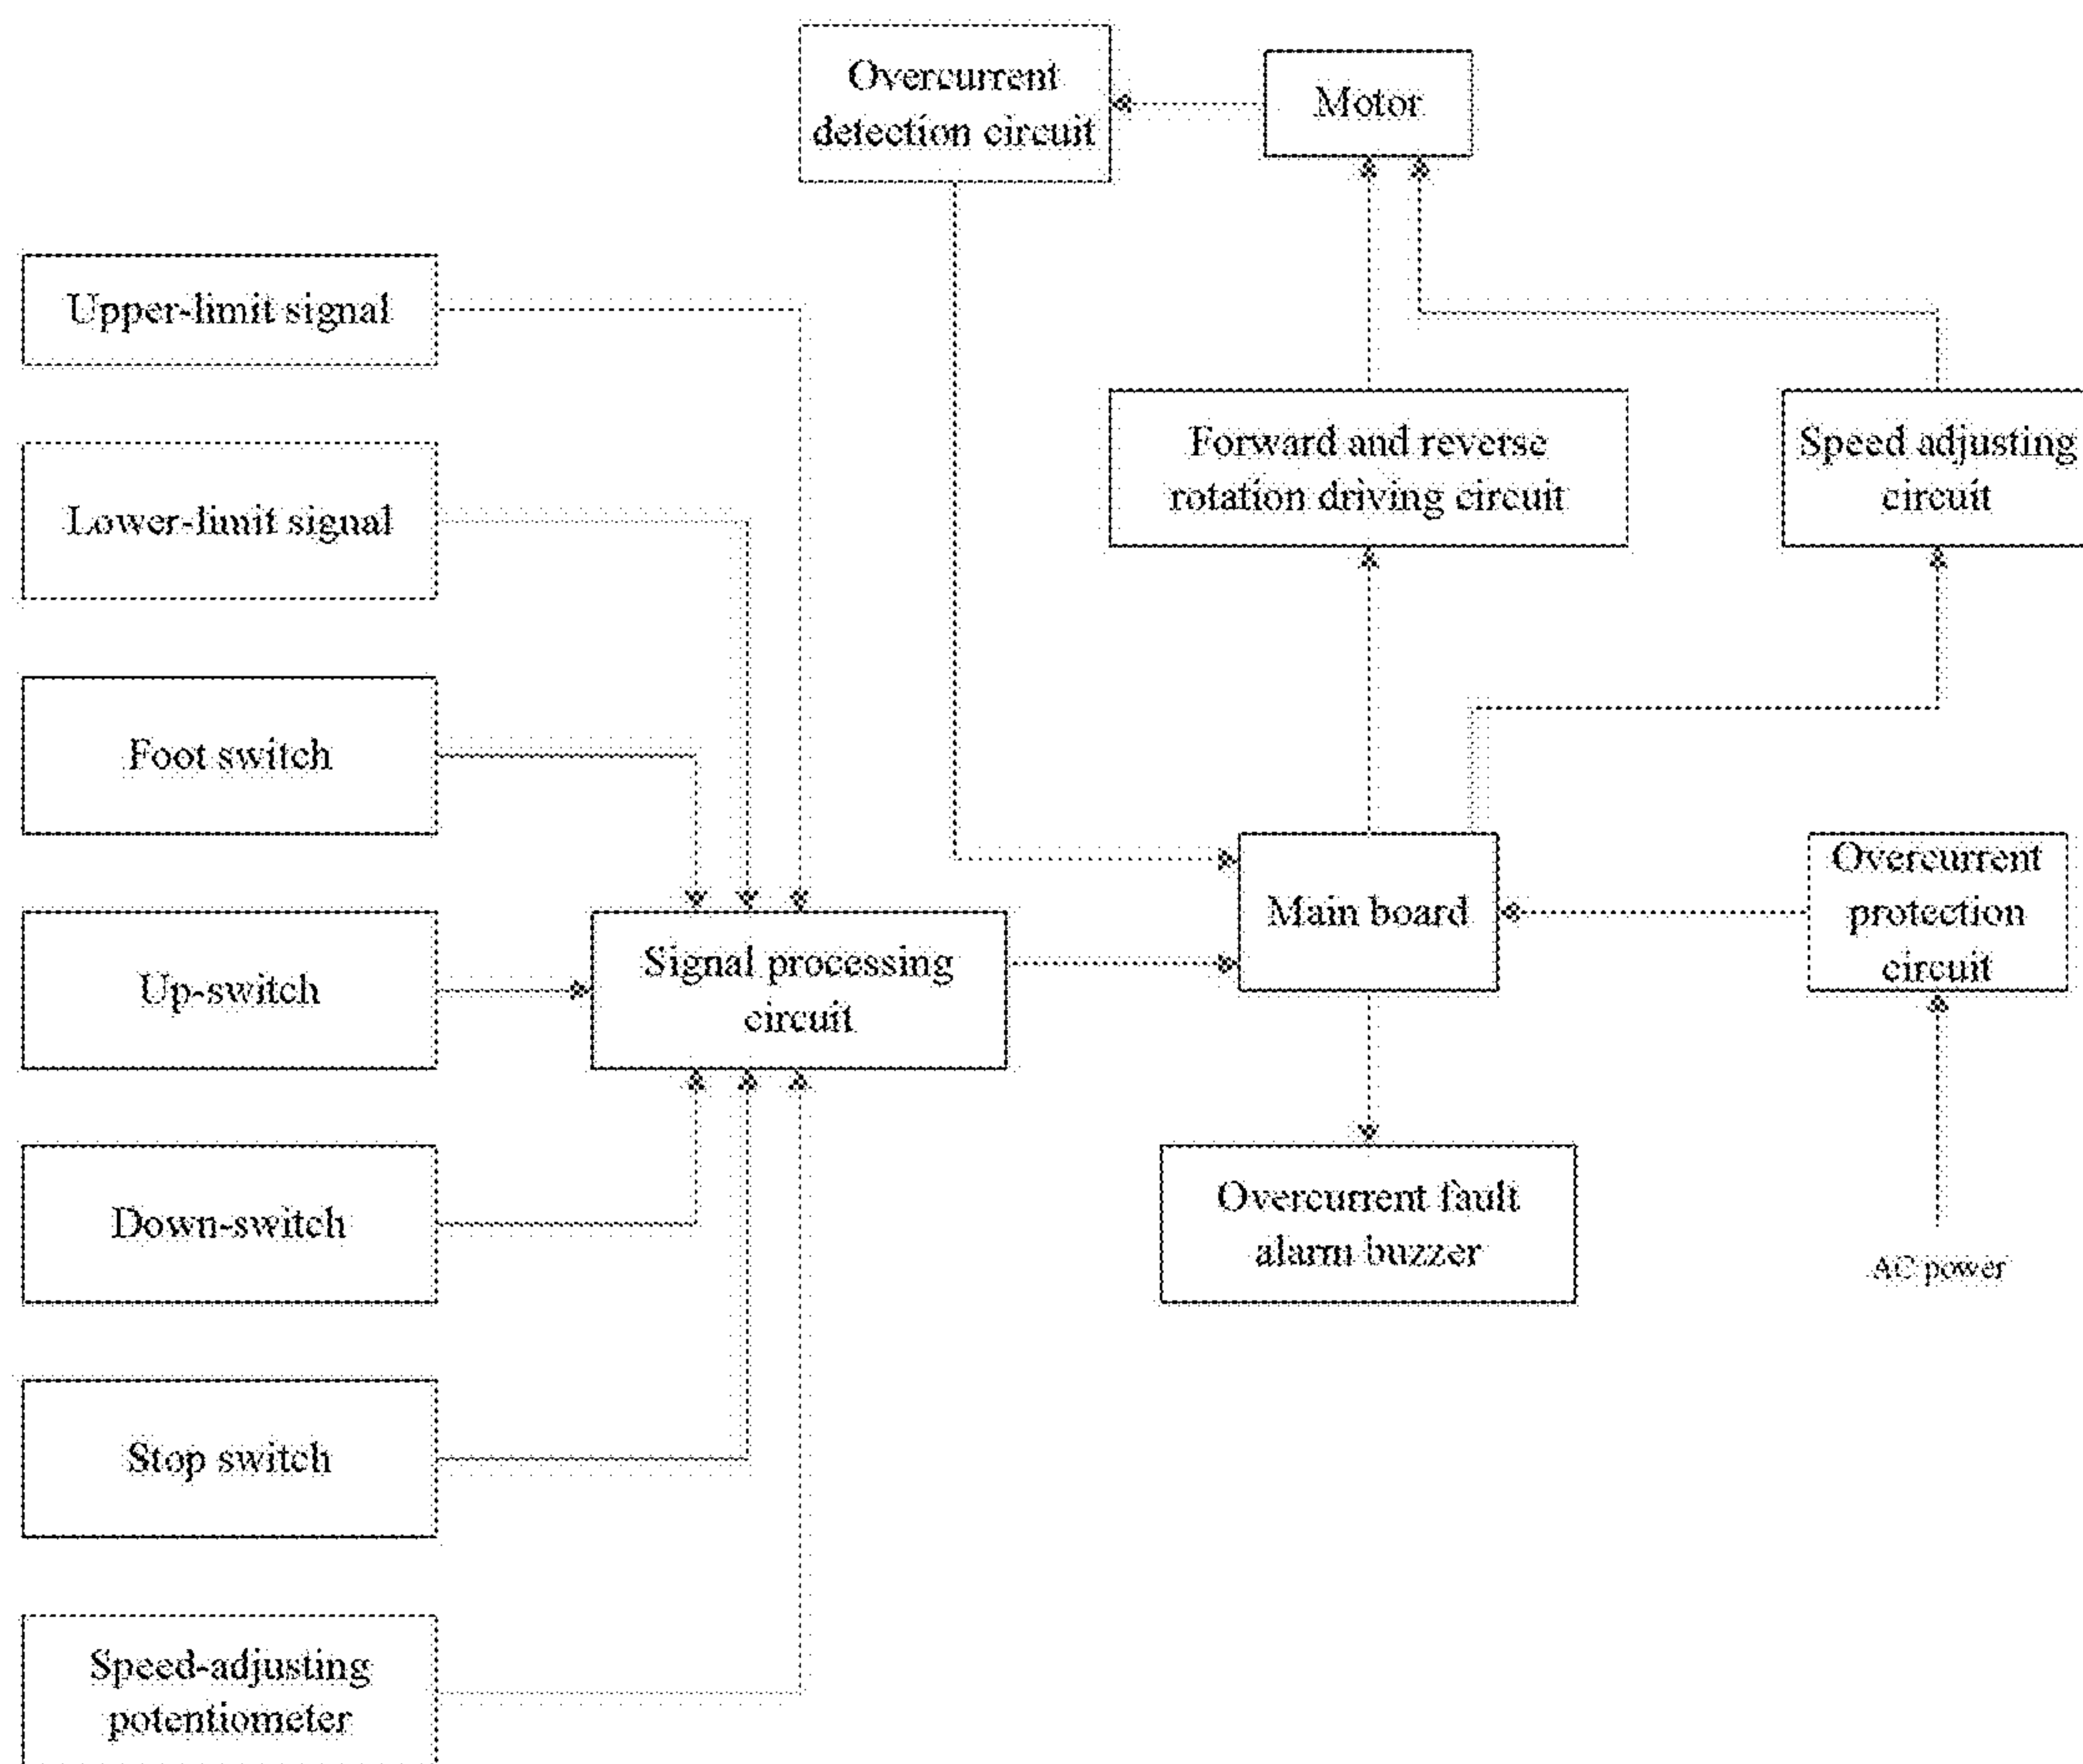 Overcurrent
detection circuit
Motor
Upper-limit signal
Lower-limit signal
Forward and reverse
rotation driving circuit
Speed adjusting
circuit
Foot switch
Up-switch
Signal processing
circuit
Main board
Overcurrent
protection
circuit
Down-switch
Overcurrent fault
alarm buzzer
AC power
Stop switch
Speed-adjusting
potentiometer